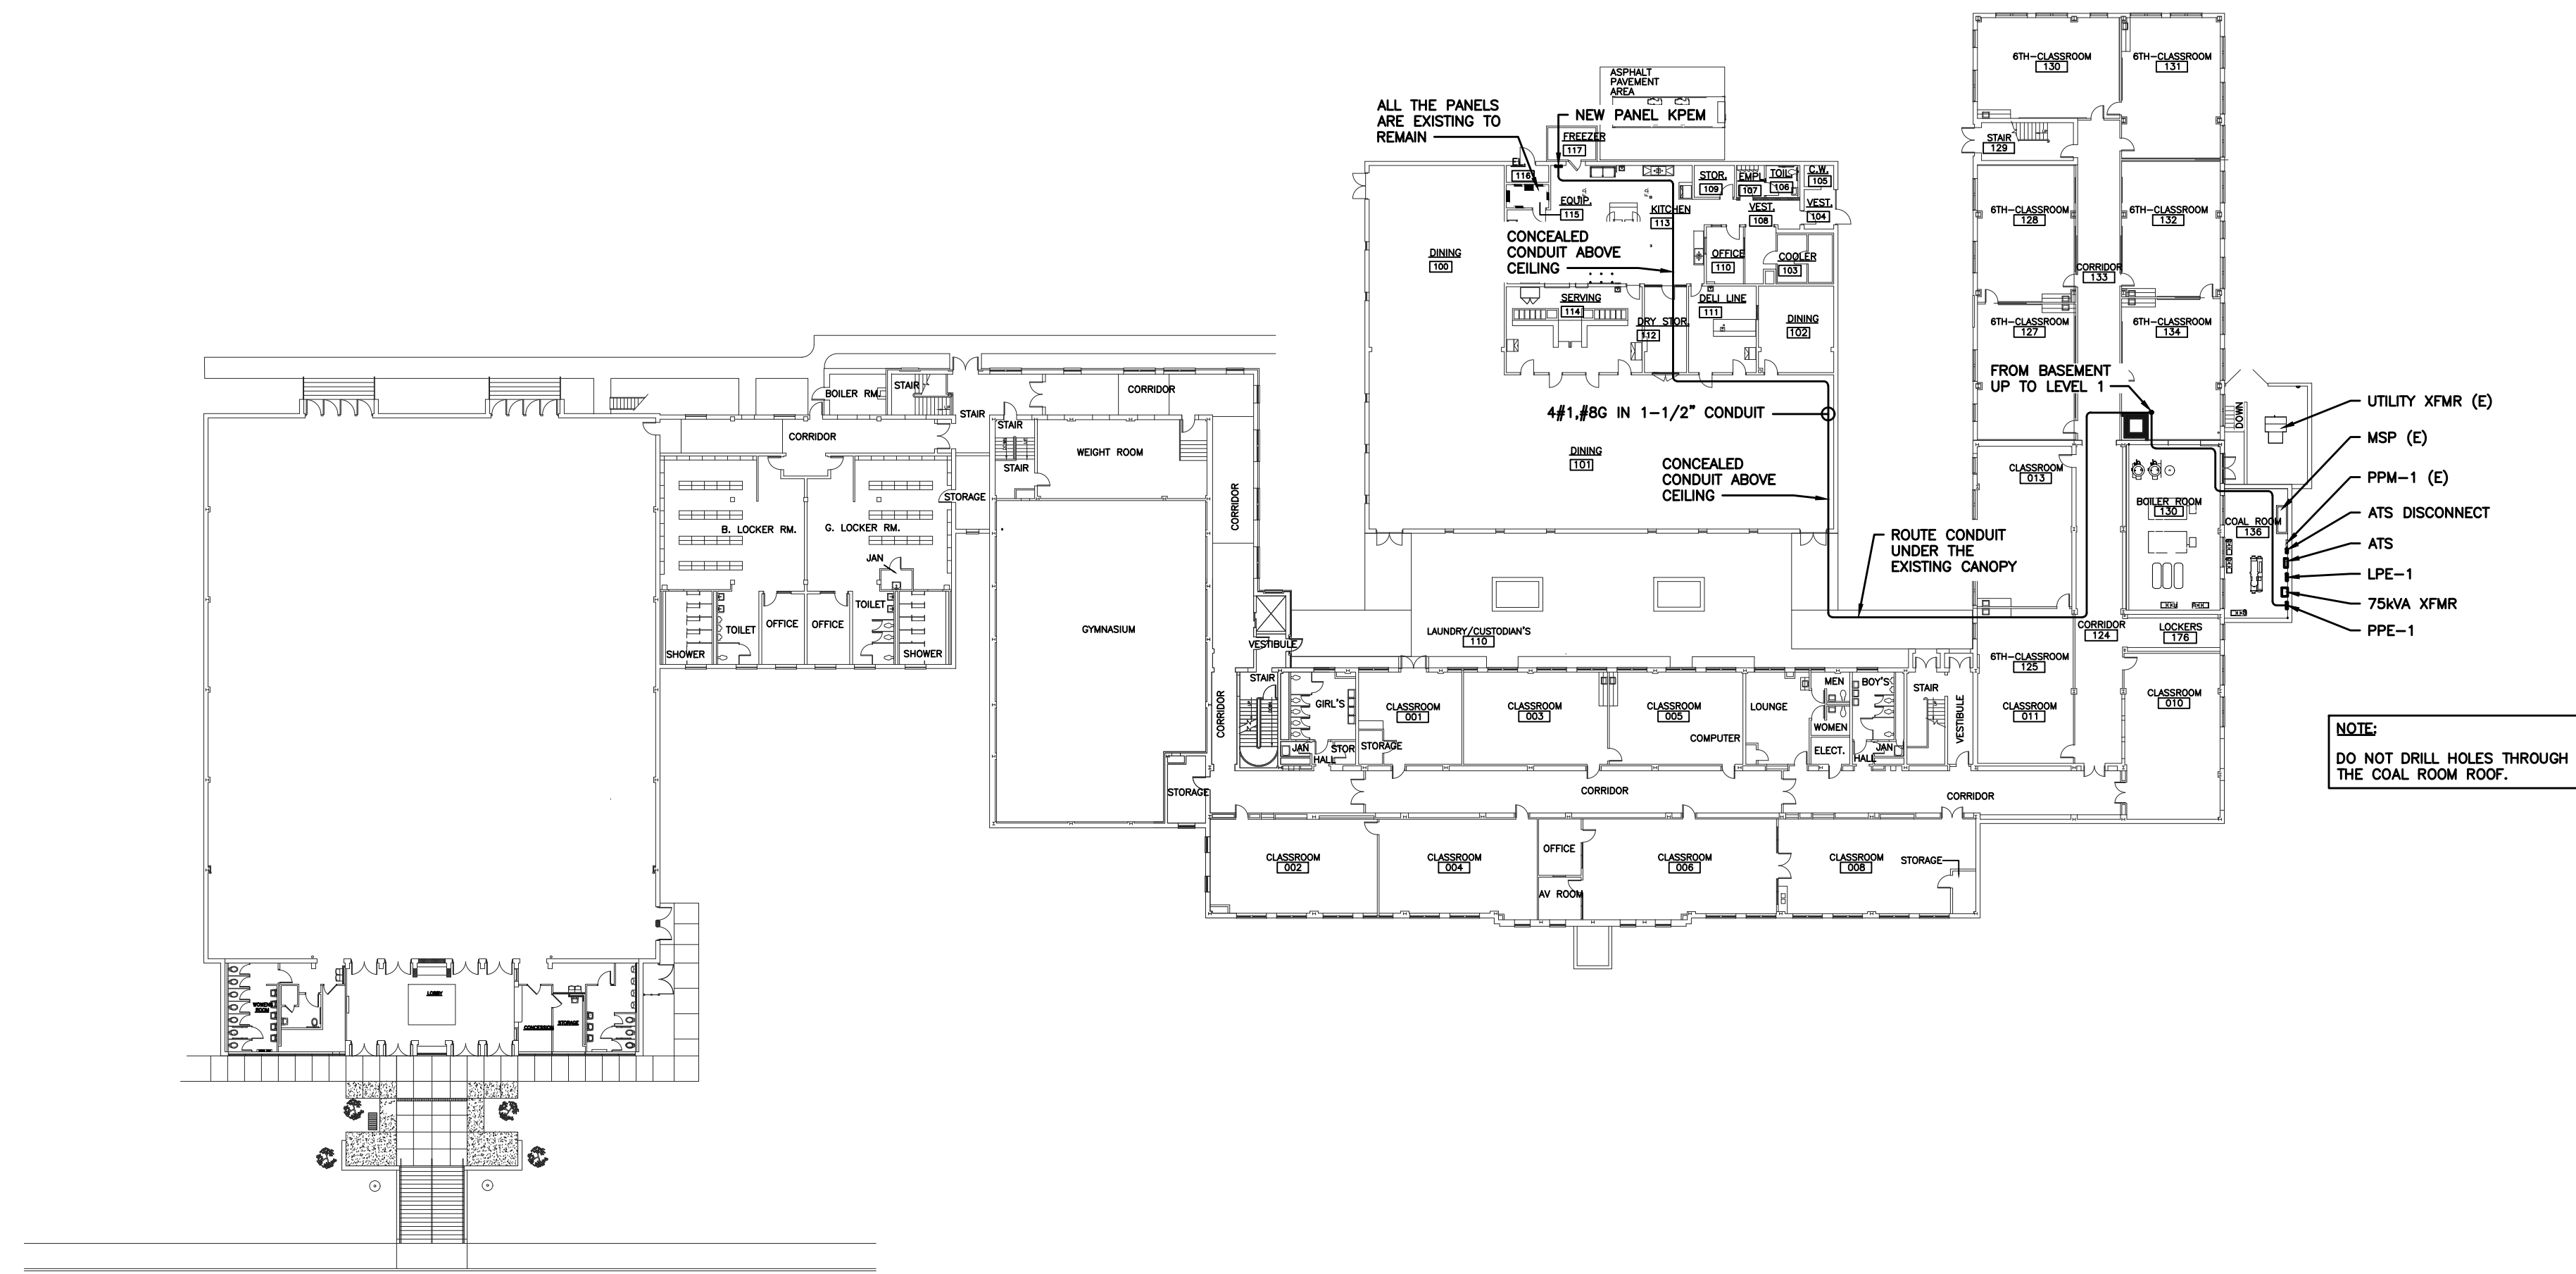 6TH-CLASSROOM
130
6TH-CLASSROOM
131
ASPHALT
PAVEMENT
AREA
ALL THE PANELS
ARE EXISTING TO
REMAIN
NEW PANEL KPEM
FREEZER
117
STAIR
129
EL.
116
EQUIP.
115
KITCHEN
113
STOR.
109
EMPL.
107
TOIL.
106
C.W.
105
VEST.
104
VEST.
108
OFFICE
110
COOLER
103
CONCEALED
CONDUIT ABOVE
CEILING
DINING
100
6TH-CLASSROOM
128
6TH-CLASSROOM
132
CORRIDOR
133
SERVING
114
DRY STOR.
112
DELI LINE
111
DINING
102
6TH-CLASSROOM
127
6TH-CLASSROOM
134
FROM BASEMENT
UP TO LEVEL 1
4#1,#8G IN 1-1/2" CONDUIT
DINING
101
CONCEALED
CONDUIT ABOVE
CEILING
DOWN
UTILITY XFMR (E)
MSP (E)
PPM-1 (E)
ATS DISCONNECT
ATS
LPE-1
75kVA XFMR
PPE-1
CLASSROOM
013
BOILER ROOM
130
COAL ROOM
136
ROUTE CONDUIT
UNDER THE
EXISTING CANOPY
CORRIDOR
124
LOCKERS
176
6TH-CLASSROOM
125
CLASSROOM
011
CLASSROOM
010
NOTE:
DO NOT DRILL HOLES THROUGH
THE COAL ROOM ROOF.
BOILER RM.
STAIR
STAIR
CORRIDOR
CORRIDOR
STAIR
STAIR
WEIGHT ROOM
CORRIDOR
STORAGE
B. LOCKER RM.
G. LOCKER RM.
JAN
TOILET
TOILET
OFFICE
OFFICE
SHOWER
SHOWER
GYMNASIUM
VESTIBULE
LAUNDRY/CUSTODIAN'S
110
CORRIDOR
STAIR
GIRL'S
JAN
STOR
HALL
STORAGE
CLASSROOM
001
CLASSROOM
003
CLASSROOM
005
COMPUTER
LOUNGE
MEN
WOMEN
ELECT.
BOY'S
JAN
HALL
STAIR
VESTIBULE
STORAGE
CORRIDOR
CORRIDOR
CLASSROOM
002
CLASSROOM
004
OFFICE
AV ROOM
CLASSROOM
006
CLASSROOM
008
STORAGE
WOMENS
ROOM
LOBBY
CONCESSION
STORAGE